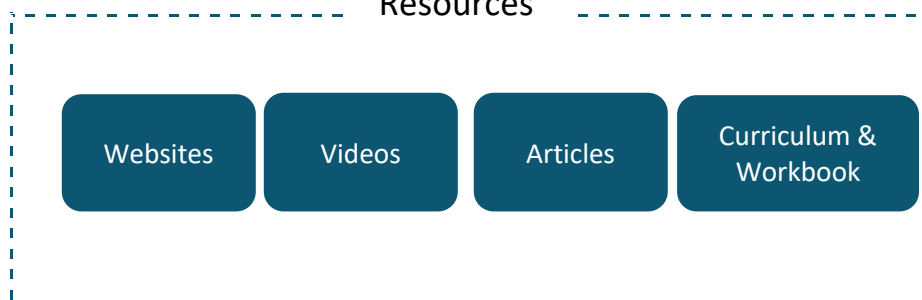 Resources
Websites
Videos
Articles
Curriculum &
Workbook